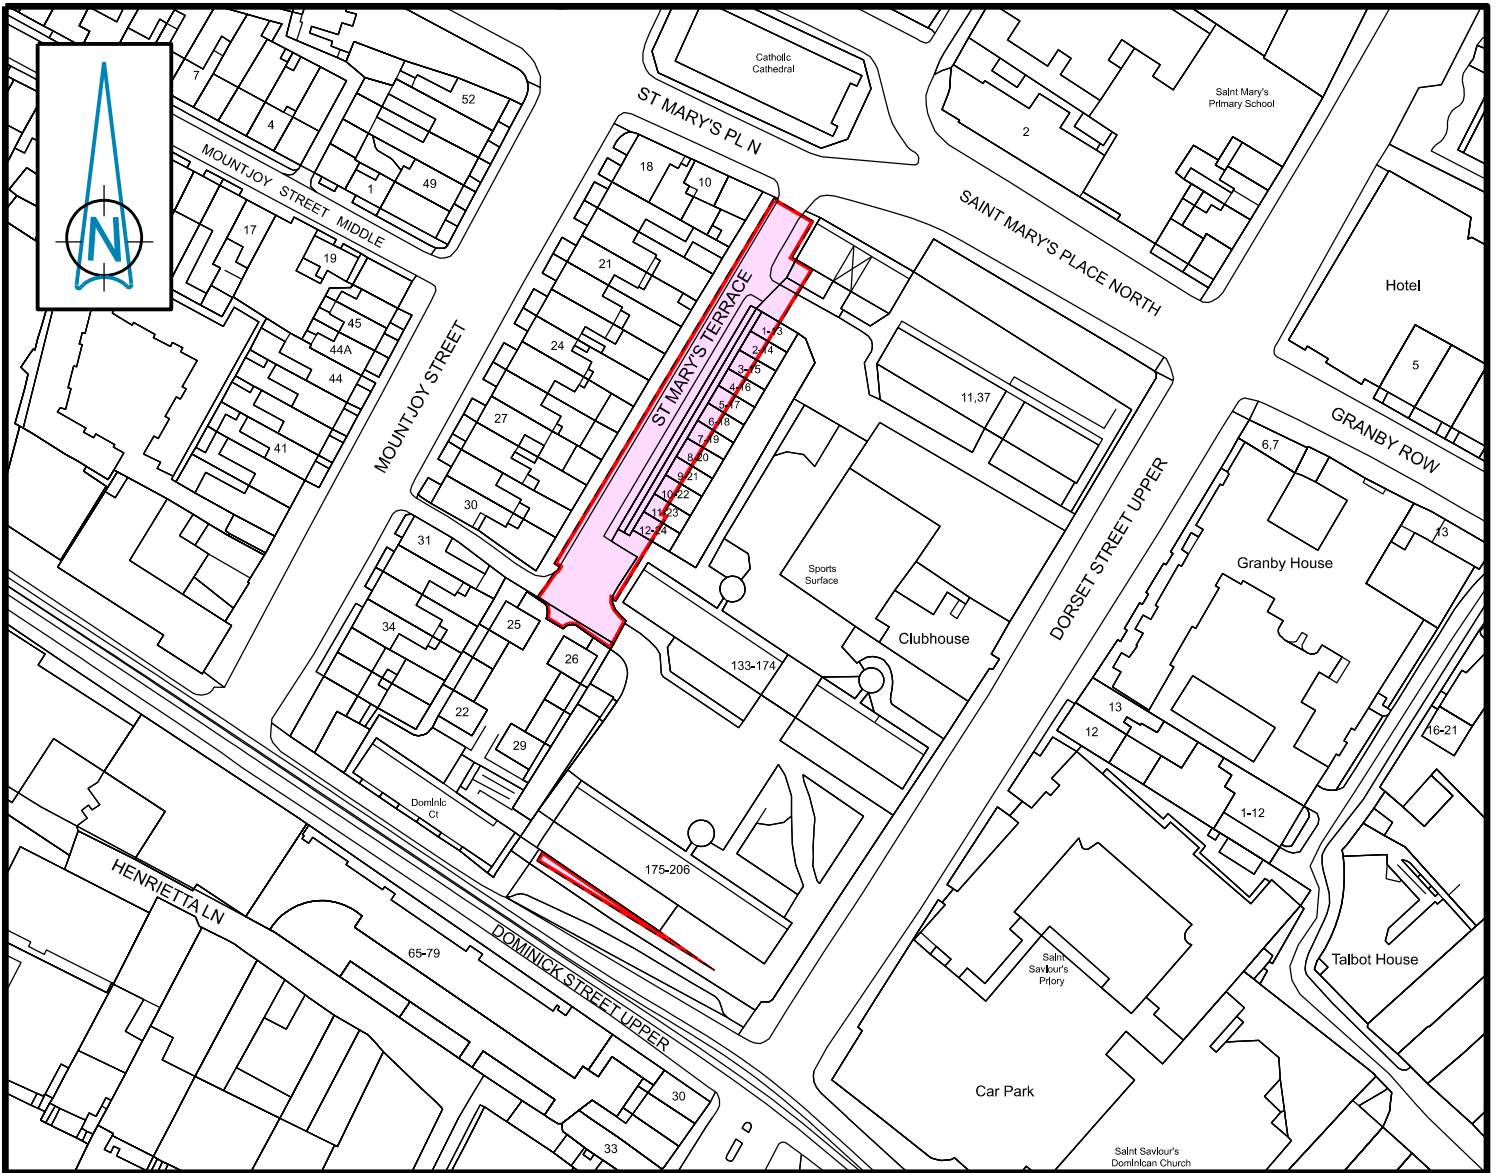 Catholic
Cathedral
Saint Mary's
Primary School
7
52
4
ST MARY'S PL N
2
MOUNTJOY STREET MIDDLE
1
49
18
10
SAINT MARY'S PLACE NORTH
N
17
19
21
Hotel
45
44A
44
24
ST MARY'S TERRACE
1-13
2-14
3-15
4-16
5-17
6-18
7-19
8-20
9-21
10-22
11-23
12-24
MOUNTJOY STREET
5
11,37
27
41
GRANBY ROW
6,7
30
31
13
DORSET STREET UPPER
Granby House
Sports
Surface
34
25
Clubhouse
26
133-174
22
13
12
29
16-21
Dominic
Ct
1-12
175-206
HENRIETTA LN
65-79
DOMINICK STREET UPPER
Saint
Saviour's
Priory
Talbot House
30
Car Park
33
Saint Saviour's
Dominican Church